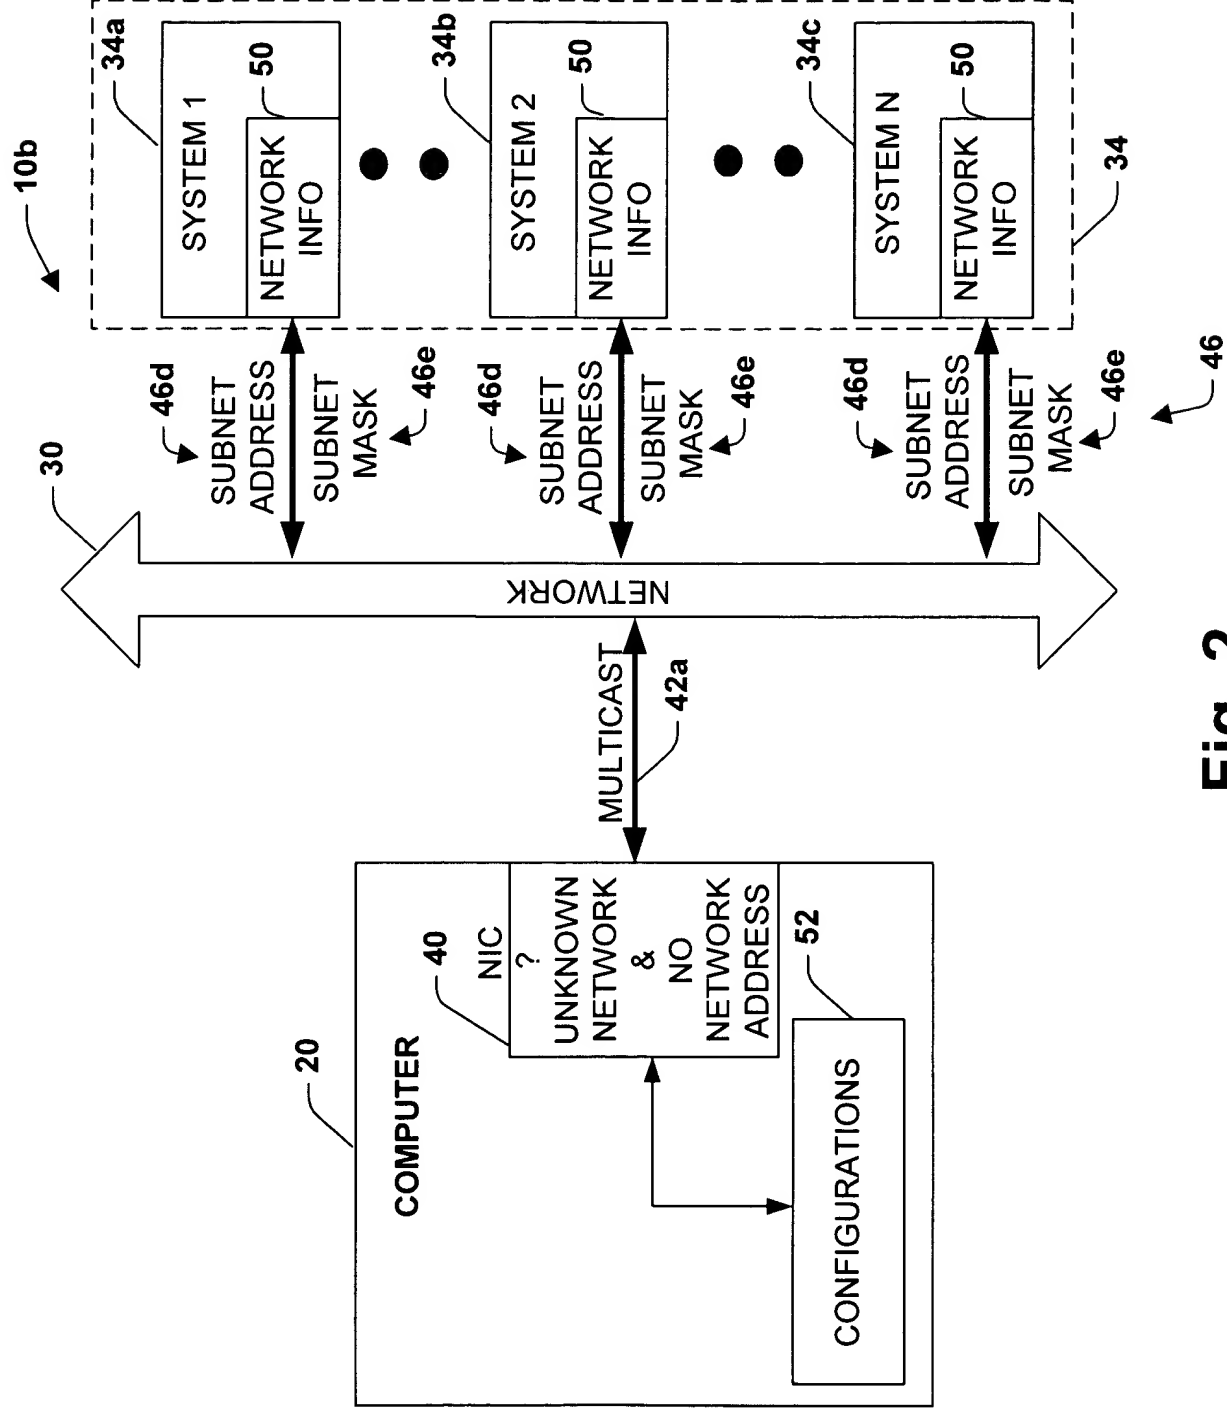 10b
34a
SYSTEM 1
50
NETWORK
INFO
34b
SYSTEM 2
50
NETWORK
INFO
34c
SYSTEM N
50
NETWORK
INFO
34
46d
SUBNET
ADDRESS
SUBNET
MASK
46e
46d
SUBNET
ADDRESS
SUBNET
MASK
46e
46d
SUBNET
ADDRESS
SUBNET
MASK
46e
46
30
NETWORK
MULTICAST
42a
20
COMPUTER
40
NIC
?
UNKNOWN
NETWORK
&
NO
NETWORK
ADDRESS
52
CONFIGURATIONS
Fig. 2